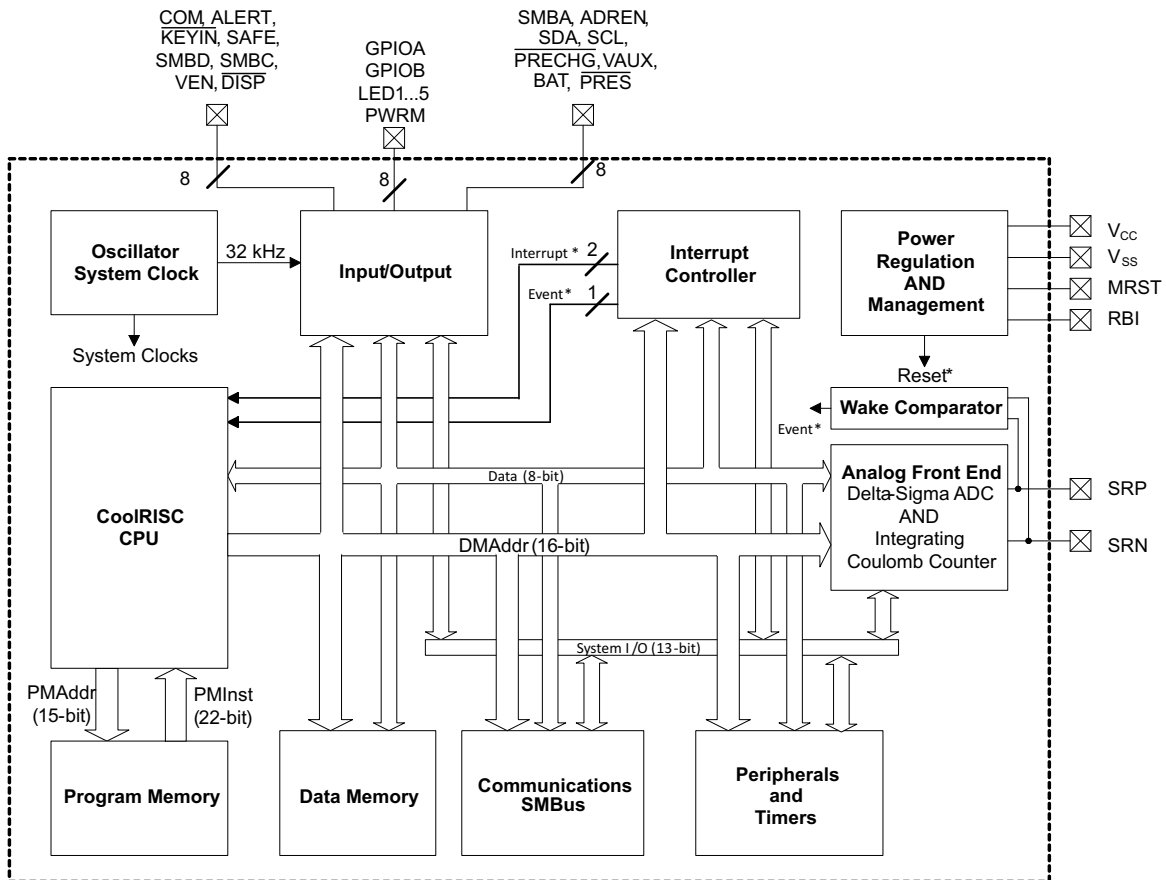 COM, ALERT,
KEYIN, SAFE,
SMBD, SMBC,
VEN, DISP
GPIOA
GPIOB
LED1...5
PWRM
SMBA, ADREN,
SDA, SCL,
PRECHG, VAUX,
BAT, PRES
8
8
8
Oscillator
System Clock
32 kHz
System Clocks
Input/Output
Interrupt *
2
Event*
1
Interrupt
Controller
Power
Regulation
AND
Management
VCC
VSS
MRST
RBI
Reset*
Wake Comparator
Event*
CoolRISC
CPU
Data (8-bit)
DMAddr (16-bit)
Analog Front End
Delta-Sigma ADC
AND
Integrating
Coulomb Counter
SRP
SRN
System I/O (13-bit)
PMAddr
(15-bit)
PMInst
(22-bit)
Program Memory
Data Memory
Communications
SMBus
Peripherals
and
Timers